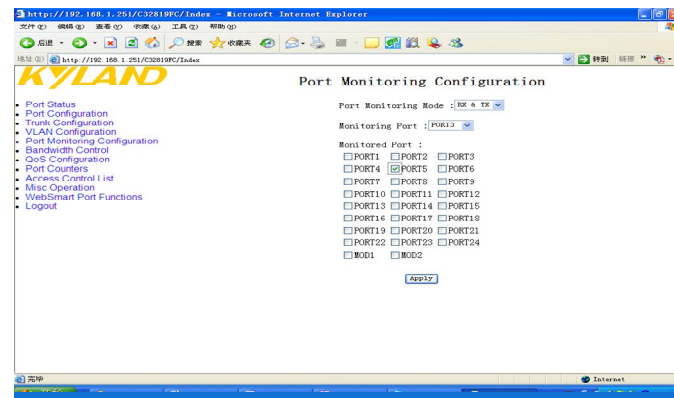 http://192.168.1.251/C32819FC/Index - Microsoft Internet Explorer
文件(F) 编辑(E) 查看(V) 收藏(A) 工具(T) 帮助(H)
后退 搜索 收藏夹
地址(D) http://192.168.1.251/C32819FC/Index 转到 链接 »
KYLAND
Port Monitoring Configuration
Port Status
Port Configuration
Trunk Configuration
VLAN Configuration
Port Monitoring Configuration
Bandwidth Control
QoS Configuration
Port Counters
Access Control List
Misc Operation
WebSmart Port Functions
Logout
Port Monitoring Mode : RX & TX
Monitoring Port : PORT3
Monitored Port :
PORT1 PORT2 PORT3
PORT4 PORT5 PORT6
PORT7 PORT8 PORT9
PORT10 PORT11 PORT12
PORT13 PORT14 PORT15
PORT16 PORT17 PORT18
PORT19 PORT20 PORT21
PORT22 PORT23 PORT24
MOD1 MOD2
Apply
完毕 Internet